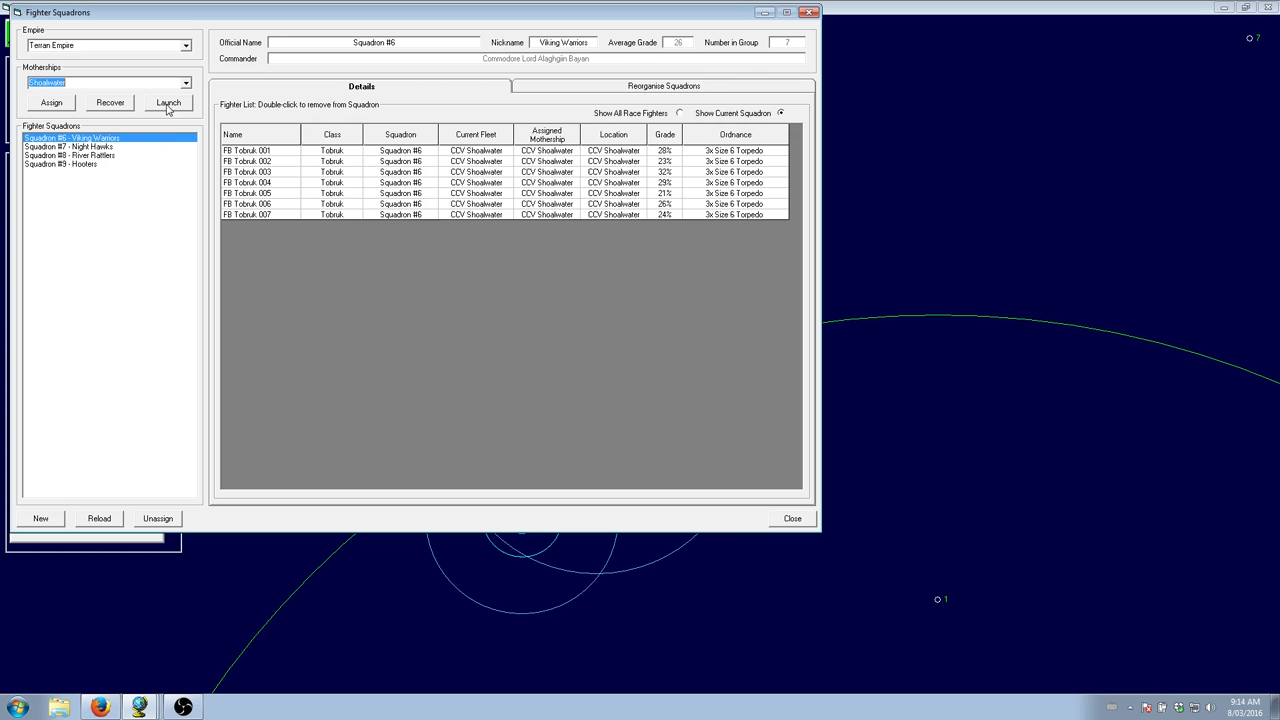 Fighter Squadrons
Empire
Terran Empire
Motherships
Shoalwater
Assign Recover Launch
Fighter Squadrons
Squadron #6 - Viking Warriors
Squadron #7 - Night Hawks
Squadron #8 - River Rattlers
Squadron #9 - Hooters
New Reload Unassign
Official Name Squadron #6 Nickname Viking Warriors Average Grade 26 Number in Group 7
Commander Commodore Lord Alaghjin Bayan
Details Reorganise Squadrons
Fighter List: Double-click to remove from Squadron
Show All Race Fighters Show Current Squadron
Name Class Squadron Current Fleet Assigned Mothership Location Grade Ordnance
FB Tobruk 001 Tobruk Squadron #6 CCV Shoalwater CCV Shoalwater CCV Shoalwater 28% 3x Size 6 Torpedo
FB Tobruk 002 Tobruk Squadron #6 CCV Shoalwater CCV Shoalwater CCV Shoalwater 23% 3x Size 6 Torpedo
FB Tobruk 003 Tobruk Squadron #6 CCV Shoalwater CCV Shoalwater CCV Shoalwater 32% 3x Size 6 Torpedo
FB Tobruk 004 Tobruk Squadron #6 CCV Shoalwater CCV Shoalwater CCV Shoalwater 29% 3x Size 6 Torpedo
FB Tobruk 005 Tobruk Squadron #6 CCV Shoalwater CCV Shoalwater CCV Shoalwater 21% 3x Size 6 Torpedo
FB Tobruk 006 Tobruk Squadron #6 CCV Shoalwater CCV Shoalwater CCV Shoalwater 26% 3x Size 6 Torpedo
FB Tobruk 007 Tobruk Squadron #6 CCV Shoalwater CCV Shoalwater CCV Shoalwater 24% 3x Size 6 Torpedo
Close
7
1
9:14 AM
8/03/2016